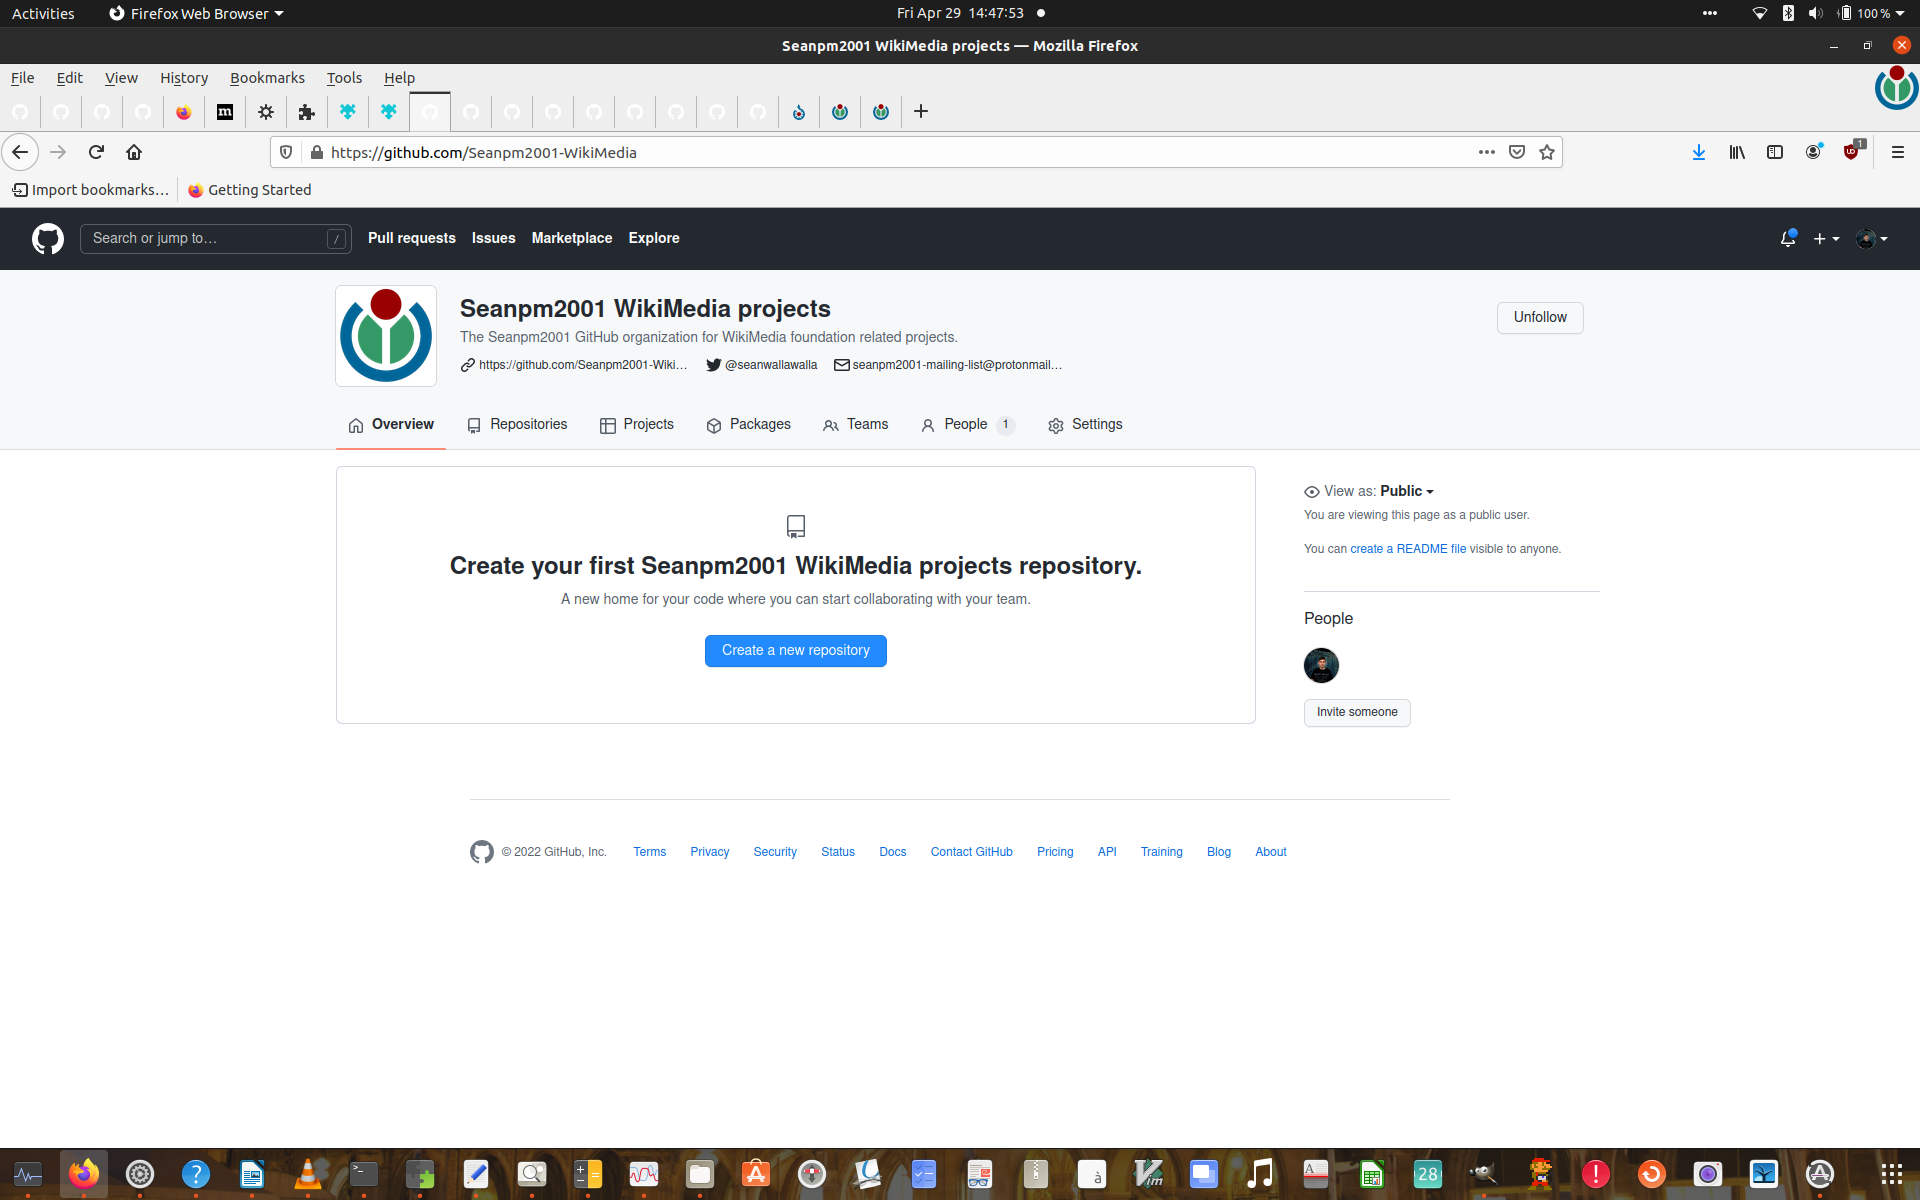 Activities Firefox Web Browser Fri Apr 29 14:47:53 100 %
Seanpm2001 WikiMedia projects — Mozilla Firefox
File Edit View History Bookmarks Tools Help
m
https://github.com/Seanpm2001-WikiMedia 1
Import bookmarks... Getting Started
Search or jump to... / Pull requests Issues Marketplace Explore
Seanpm2001 WikiMedia projects
Unfollow
The Seanpm2001 GitHub organization for WikiMedia foundation related projects.
https://github.com/Seanpm2001-Wiki... @seanwallawalla seanpm2001-mailing-list@protonmail...
Overview Repositories Projects Packages Teams People 1 Settings
View as: Public
You are viewing this page as a public user.
You can create a README file visible to anyone.
Create your first Seanpm2001 WikiMedia projects repository.
A new home for your code where you can start collaborating with your team.
Create a new repository
People
Invite someone
© 2022 GitHub, Inc. Terms Privacy Security Status Docs Contact GitHub Pricing API Training Blog About
? >_ à Vim A 28 !